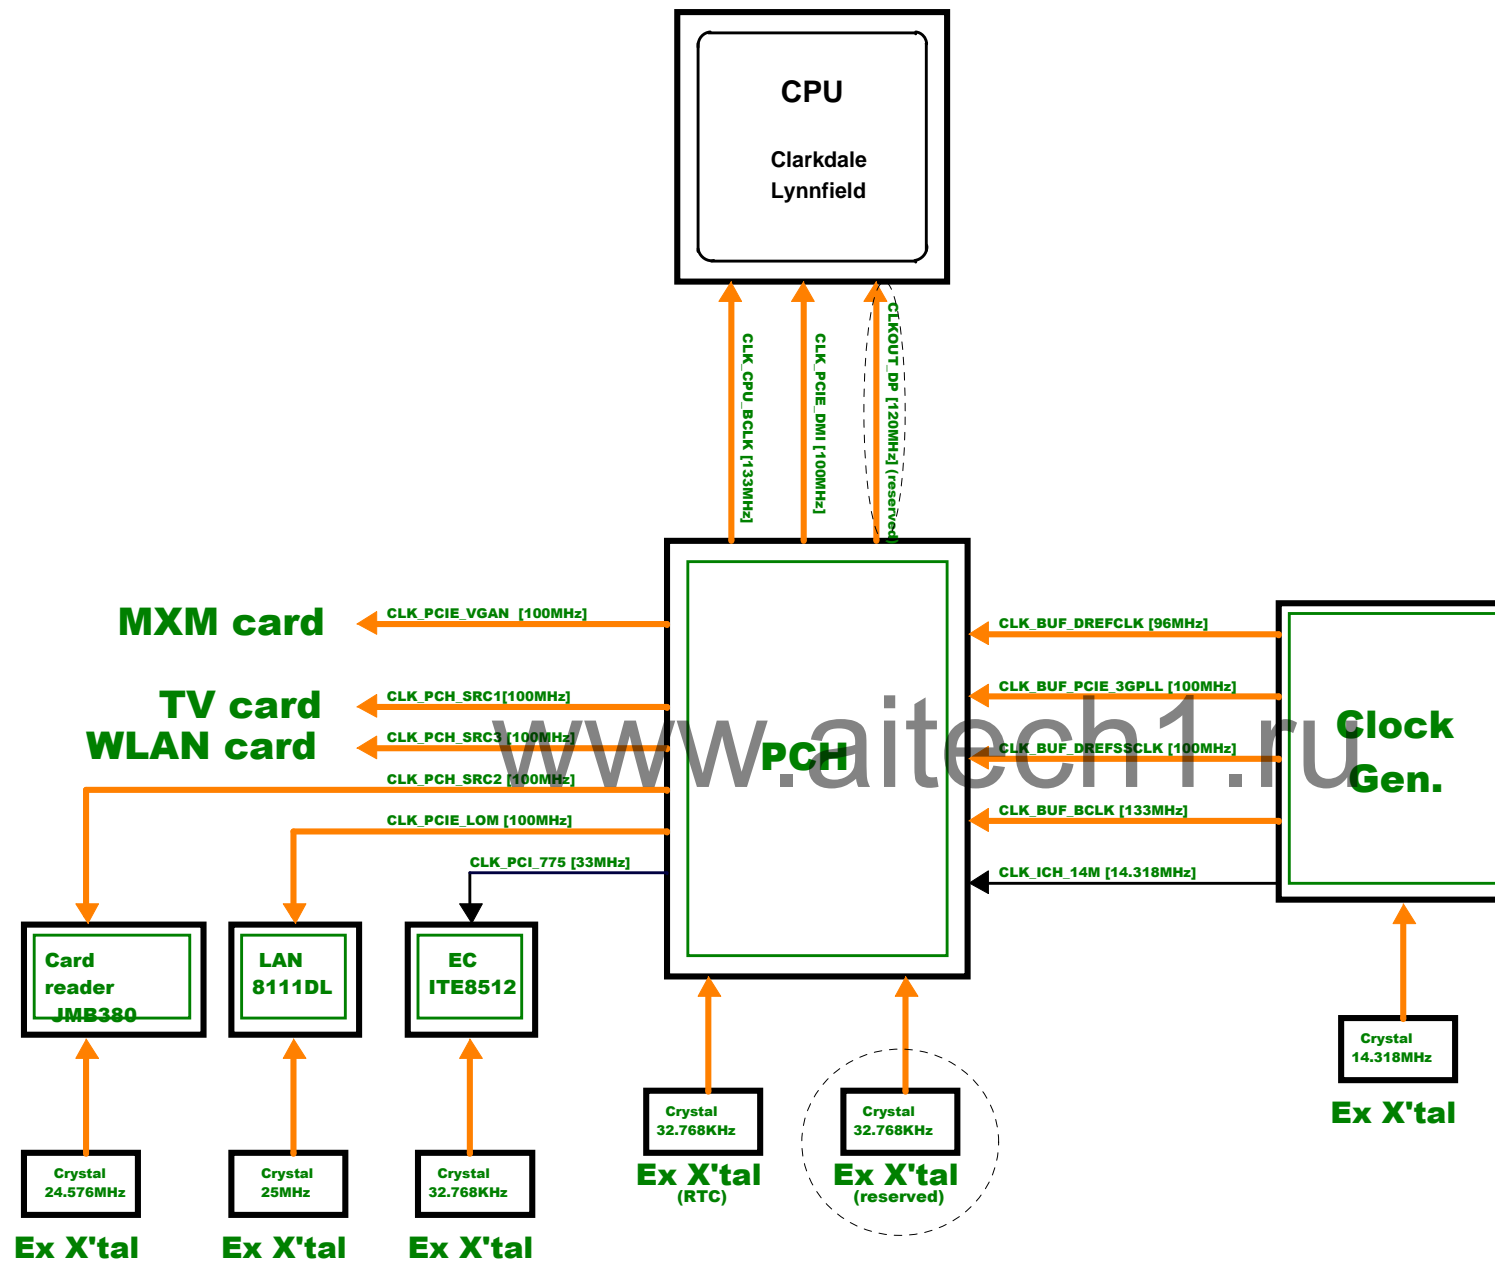 CPU
Clarkdale
Lynnfield
CLK_CPU_BCLK [133MHz]
CLK_PCIE_DMI [100MHz]
CLKOUT_DP [120MHz] (reserved)
MXM card
CLK_PCIE_VGAN [100MHz]
TV card
CLK_PCH_SRC1[100MHz]
WLAN card
CLK_PCH_SRC3 [100MHz]
CLK_PCH_SRC2 [100MHz]
CLK_PCIE_LOM [100MHz]
CLK_PCI_775 [33MHz]
PCH
CLK_BUF_DREFCLK [96MHz]
CLK_BUF_PCIE_3GPLL [100MHz]
CLK_BUF_DREFSSCLK [100MHz]
CLK_BUF_BCLK [133MHz]
CLK_ICH_14M [14.318MHz]
Clock
Gen.
www.aitech1.ru
Card
reader
JMB380
LAN
8111DL
EC
ITE8512
Crystal
14.318MHz
Ex X'tal
Crystal
32.768KHz
Ex X'tal
(RTC)
Crystal
32.768KHz
Ex X'tal
(reserved)
Crystal
24.576MHz
Ex X'tal
Crystal
25MHz
Ex X'tal
Crystal
32.768KHz
Ex X'tal